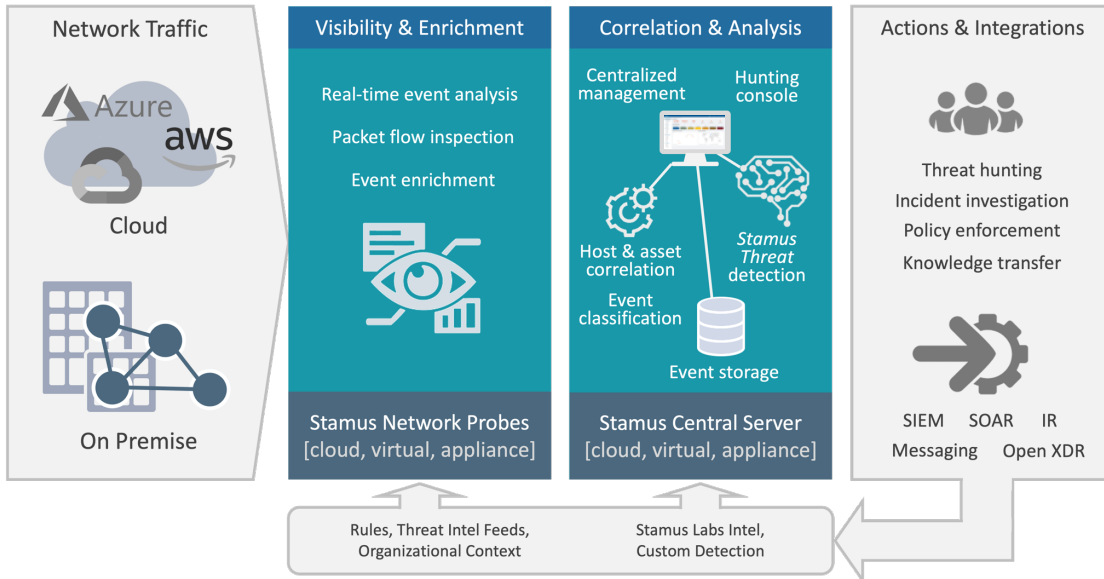 Network Traffic
Azure
aws
Cloud
On Premise
Visibility & Enrichment
Real-time event analysis
Packet flow inspection
Event enrichment
Stamus Network Probes
[cloud, virtual, appliance]
Correlation & Analysis
Centralized
management
Hunting
console
Host & asset
correlation
Stamus
Threat
detection
Event
classification
Event storage
Stamus Central Server
[cloud, virtual, appliance]
Actions & Integrations
Threat hunting
Incident investigation
Policy enforcement
Knowledge transfer
SIEM SOAR IR
Messaging Open XDR
Rules, Threat Intel Feeds,
Organizational Context
Stamus Labs Intel,
Custom Detection